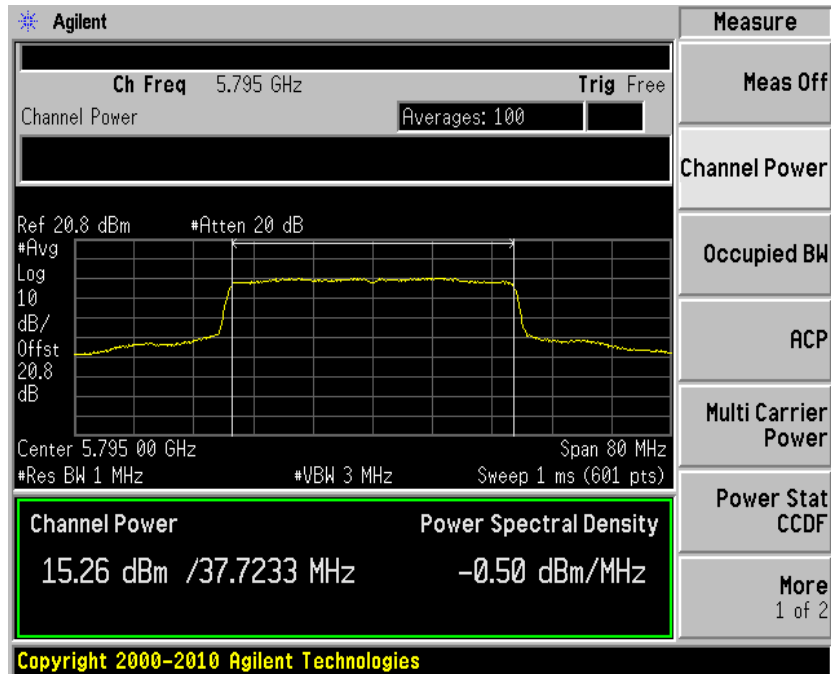 Agilent
Ch Freq 5.795 GHz Trig Free
Channel Power Averages: 100
Ref 20.8 dBm #Atten 20 dB
#Avg
Log
10
dB/
Offst
20.8
dB
Center 5.795 00 GHz Span 80 MHz
#Res BW 1 MHz #VBW 3 MHz Sweep 1 ms (601 pts)
Channel Power Power Spectral Density
15.26 dBm /37.7233 MHz -0.50 dBm/MHz
Copyright 2000-2010 Agilent Technologies
Measure
Meas Off
Channel Power
Occupied BW
ACP
Multi Carrier
Power
Power Stat
CCDF
More
1 of 2